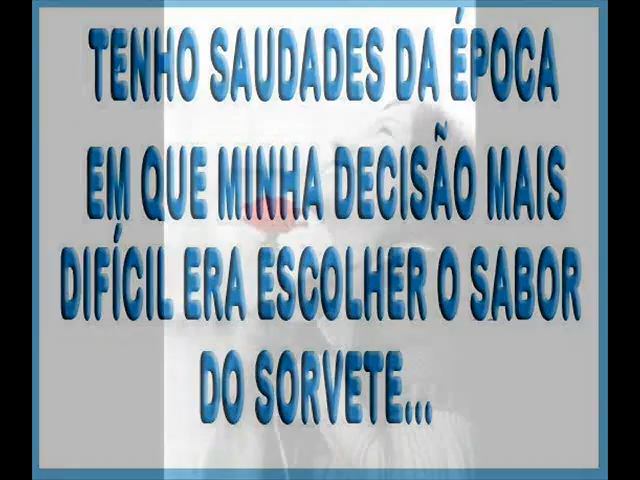 TENHO SAUDADES DA ÉPOCA
EM QUE MINHA DECISÃO MAIS
DIFÍCIL ERA ESCOLHER O SABOR
DO SORVETE...